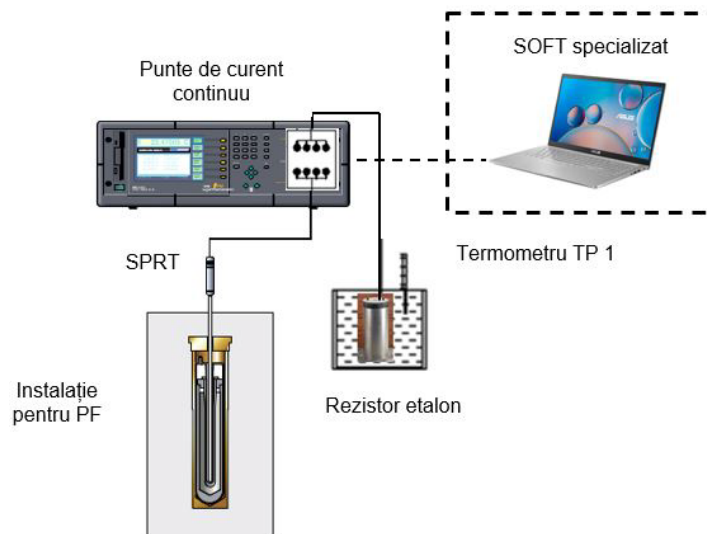 SOFT specializat
Punte de curent
continuu
SPRT
Termometru TP 1
Instalație
pentru PF
Rezistor etalon